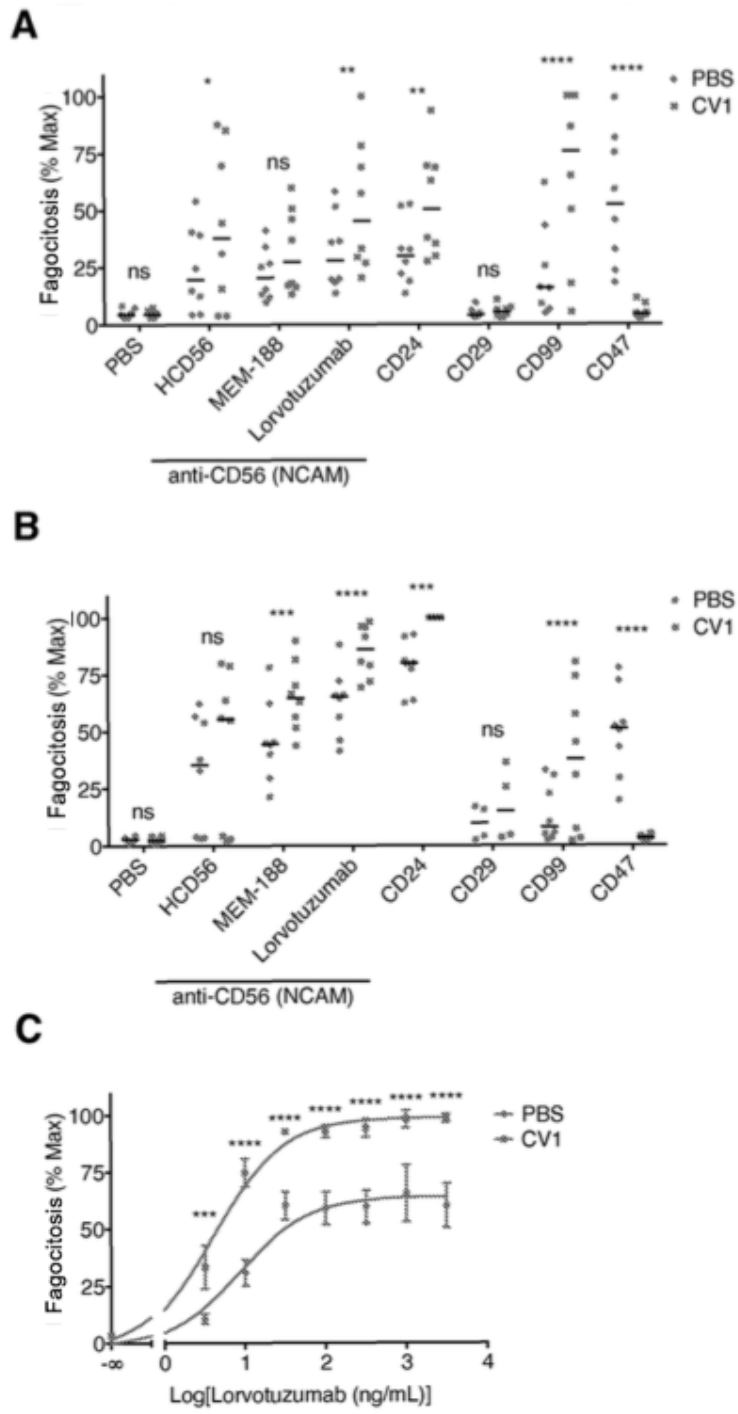 A
Fagocitosis (% Max)
100
75
50
25
0
ns
*
ns
**
**
ns
****
****
PBS
CV1
PBS
HCD56
MEM-188
Lorvotuzumab
CD24
CD29
CD99
CD47
anti-CD56 (NCAM)
B
Fagocitosis (% Max)
100
75
50
25
0
ns
ns
***
****
***
ns
****
****
PBS
CV1
PBS
HCD56
MEM-188
Lorvotuzumab
CD24
CD29
CD99
CD47
anti-CD56 (NCAM)
C
Fagocitosis (% Max)
100
75
50
25
0
***
****
****
****
****
****
****
PBS
CV1
-∞
0
1
2
3
4
Log[Lorvotuzumab (ng/mL)]